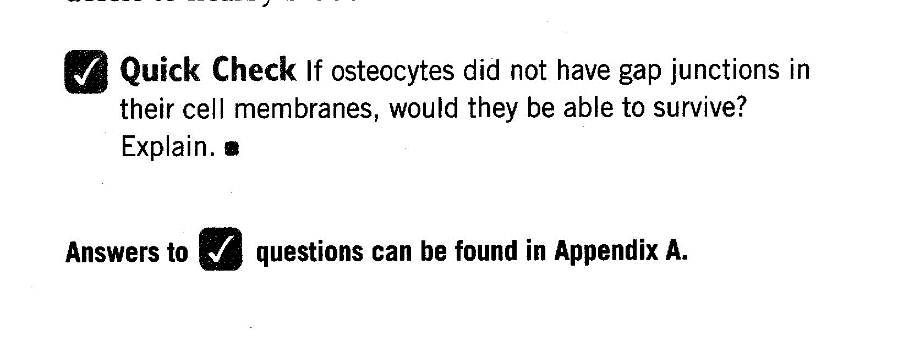 Quick Check If osteocytes did not have gap junctions in
their cell membranes, would they be able to survive?
Explain.
Answers to ✓ questions can be found in Appendix A.